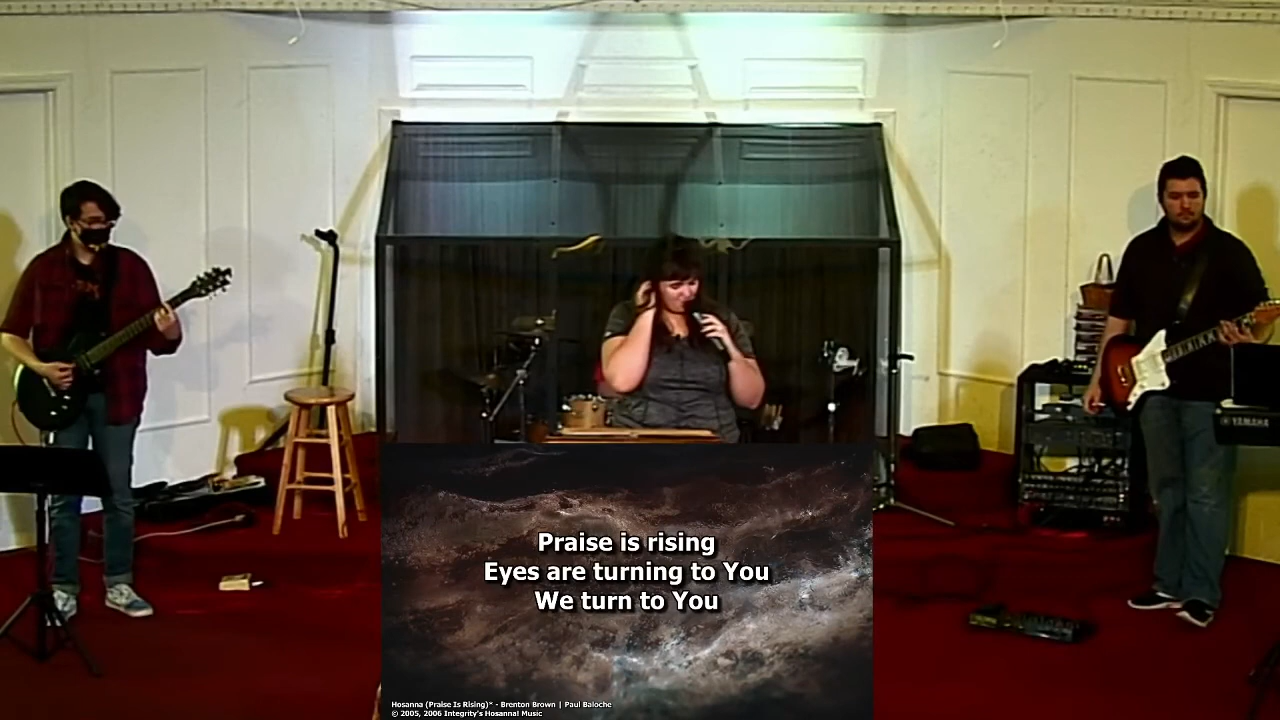 YAMAHA
Praise is rising
Eyes are turning to You
We turn to You
Hosanna (Praise Is Rising)" - Brenton Brown | Paul Baloche
© 2005, 2006 Integrity's Hosanna! Music